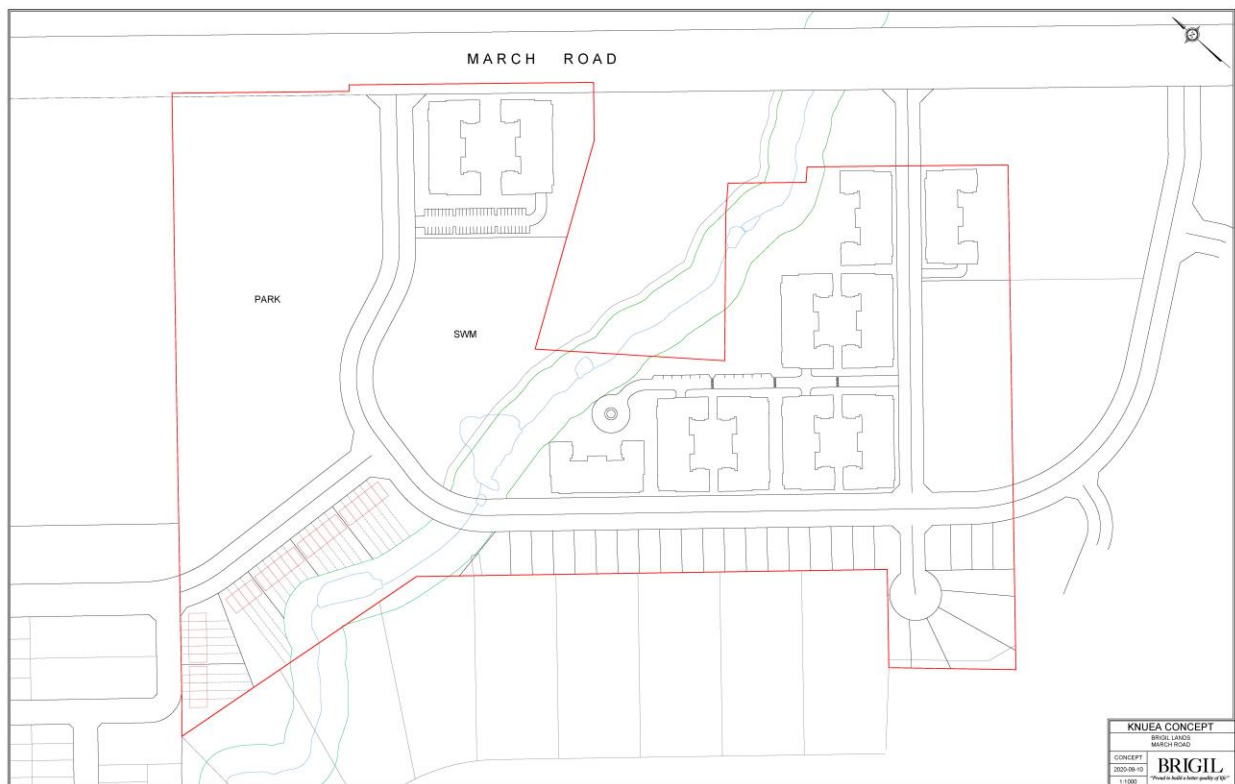 MARCH ROAD
PARK
SWM
KNUEA CONCEPT
BRIGIL LANDS
MARCH ROAD
CONCEPT
2020-09-10
1:1000
BRIGIL
"Proud to build a better quality of life"